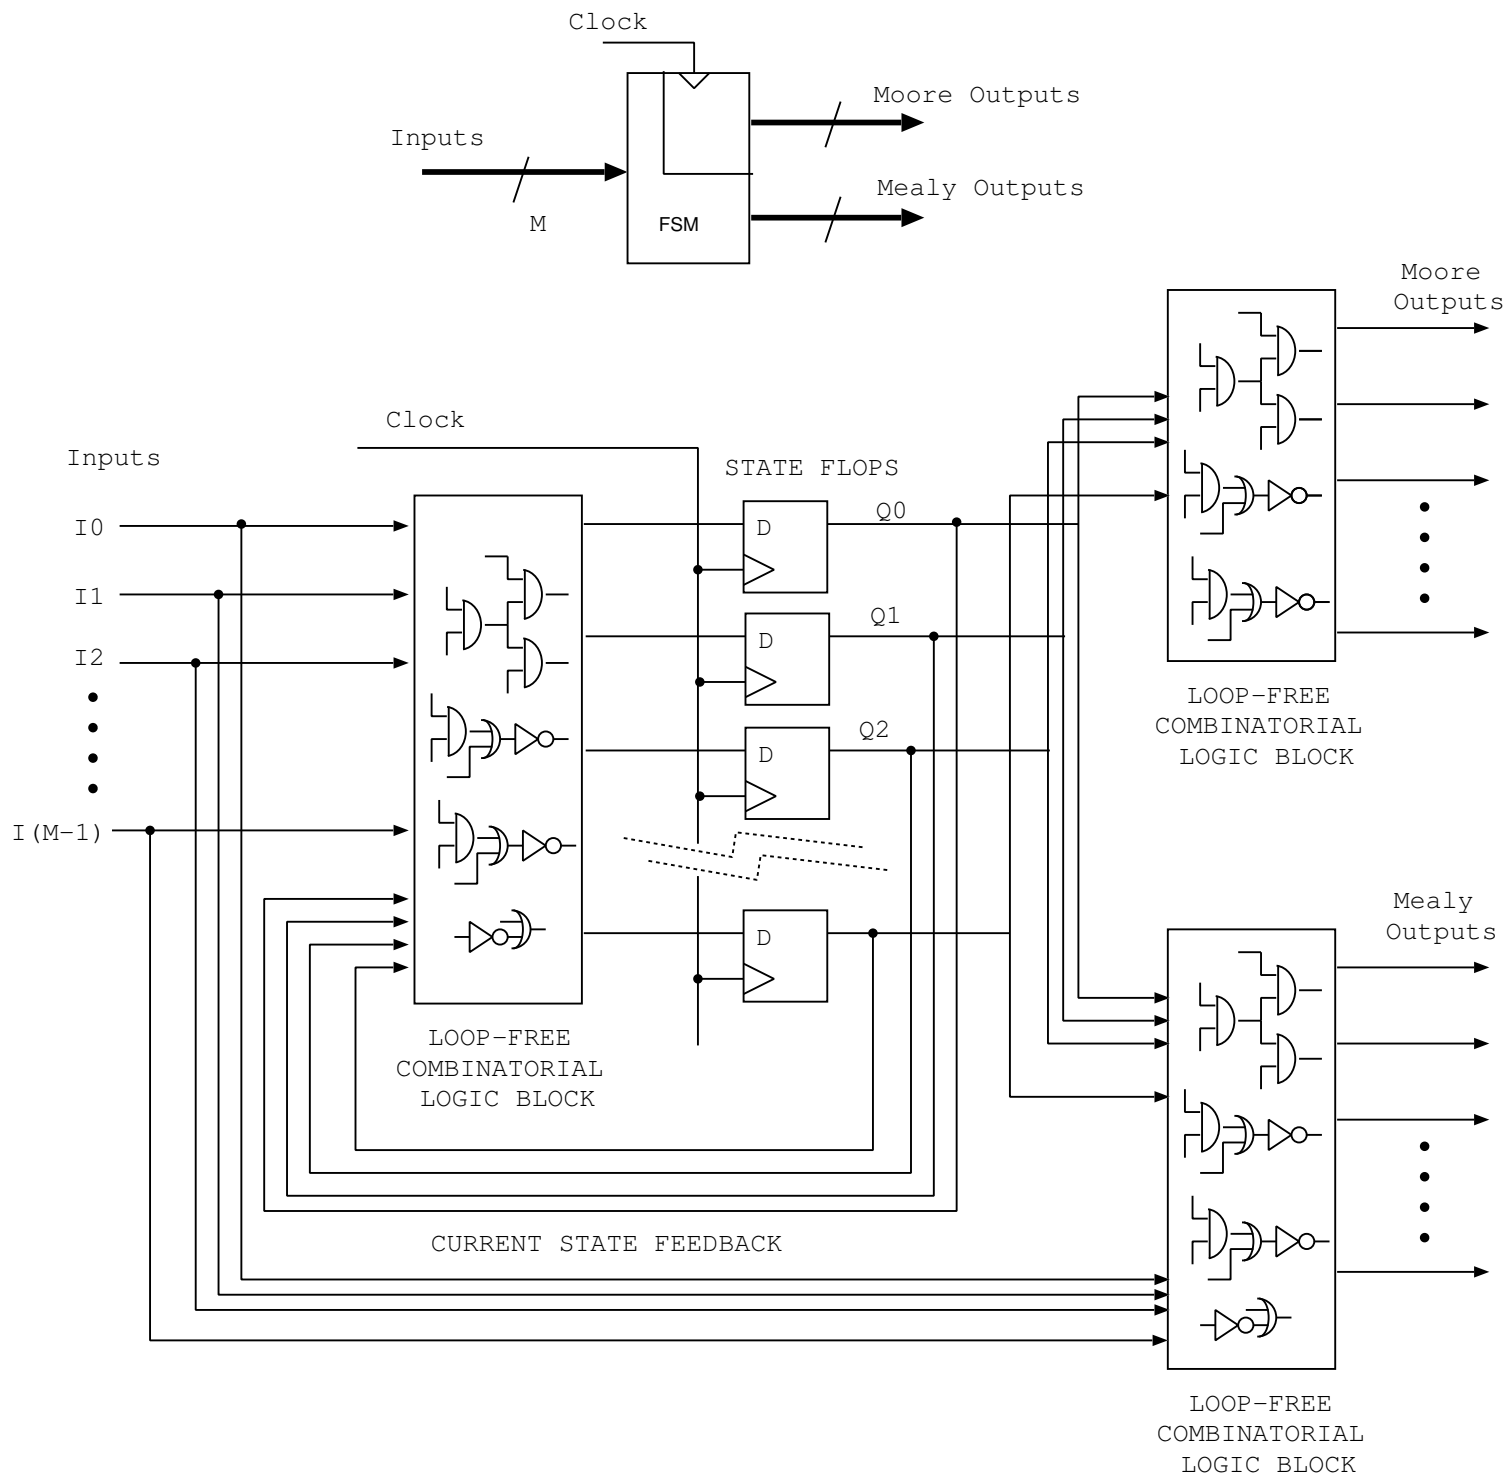 Clock
Moore Outputs
Inputs
Mealy Outputs
M
FSM
Moore
Outputs
Clock
Inputs
STATE FLOPS
I0
D
Q0
I1
D
Q1
I2
D
Q2
LOOP-FREE
COMBINATORIAL
LOGIC BLOCK
I(M-1)
Mealy
Outputs
D
LOOP-FREE
COMBINATORIAL
LOGIC BLOCK
CURRENT STATE FEEDBACK
LOOP-FREE
COMBINATORIAL
LOGIC BLOCK